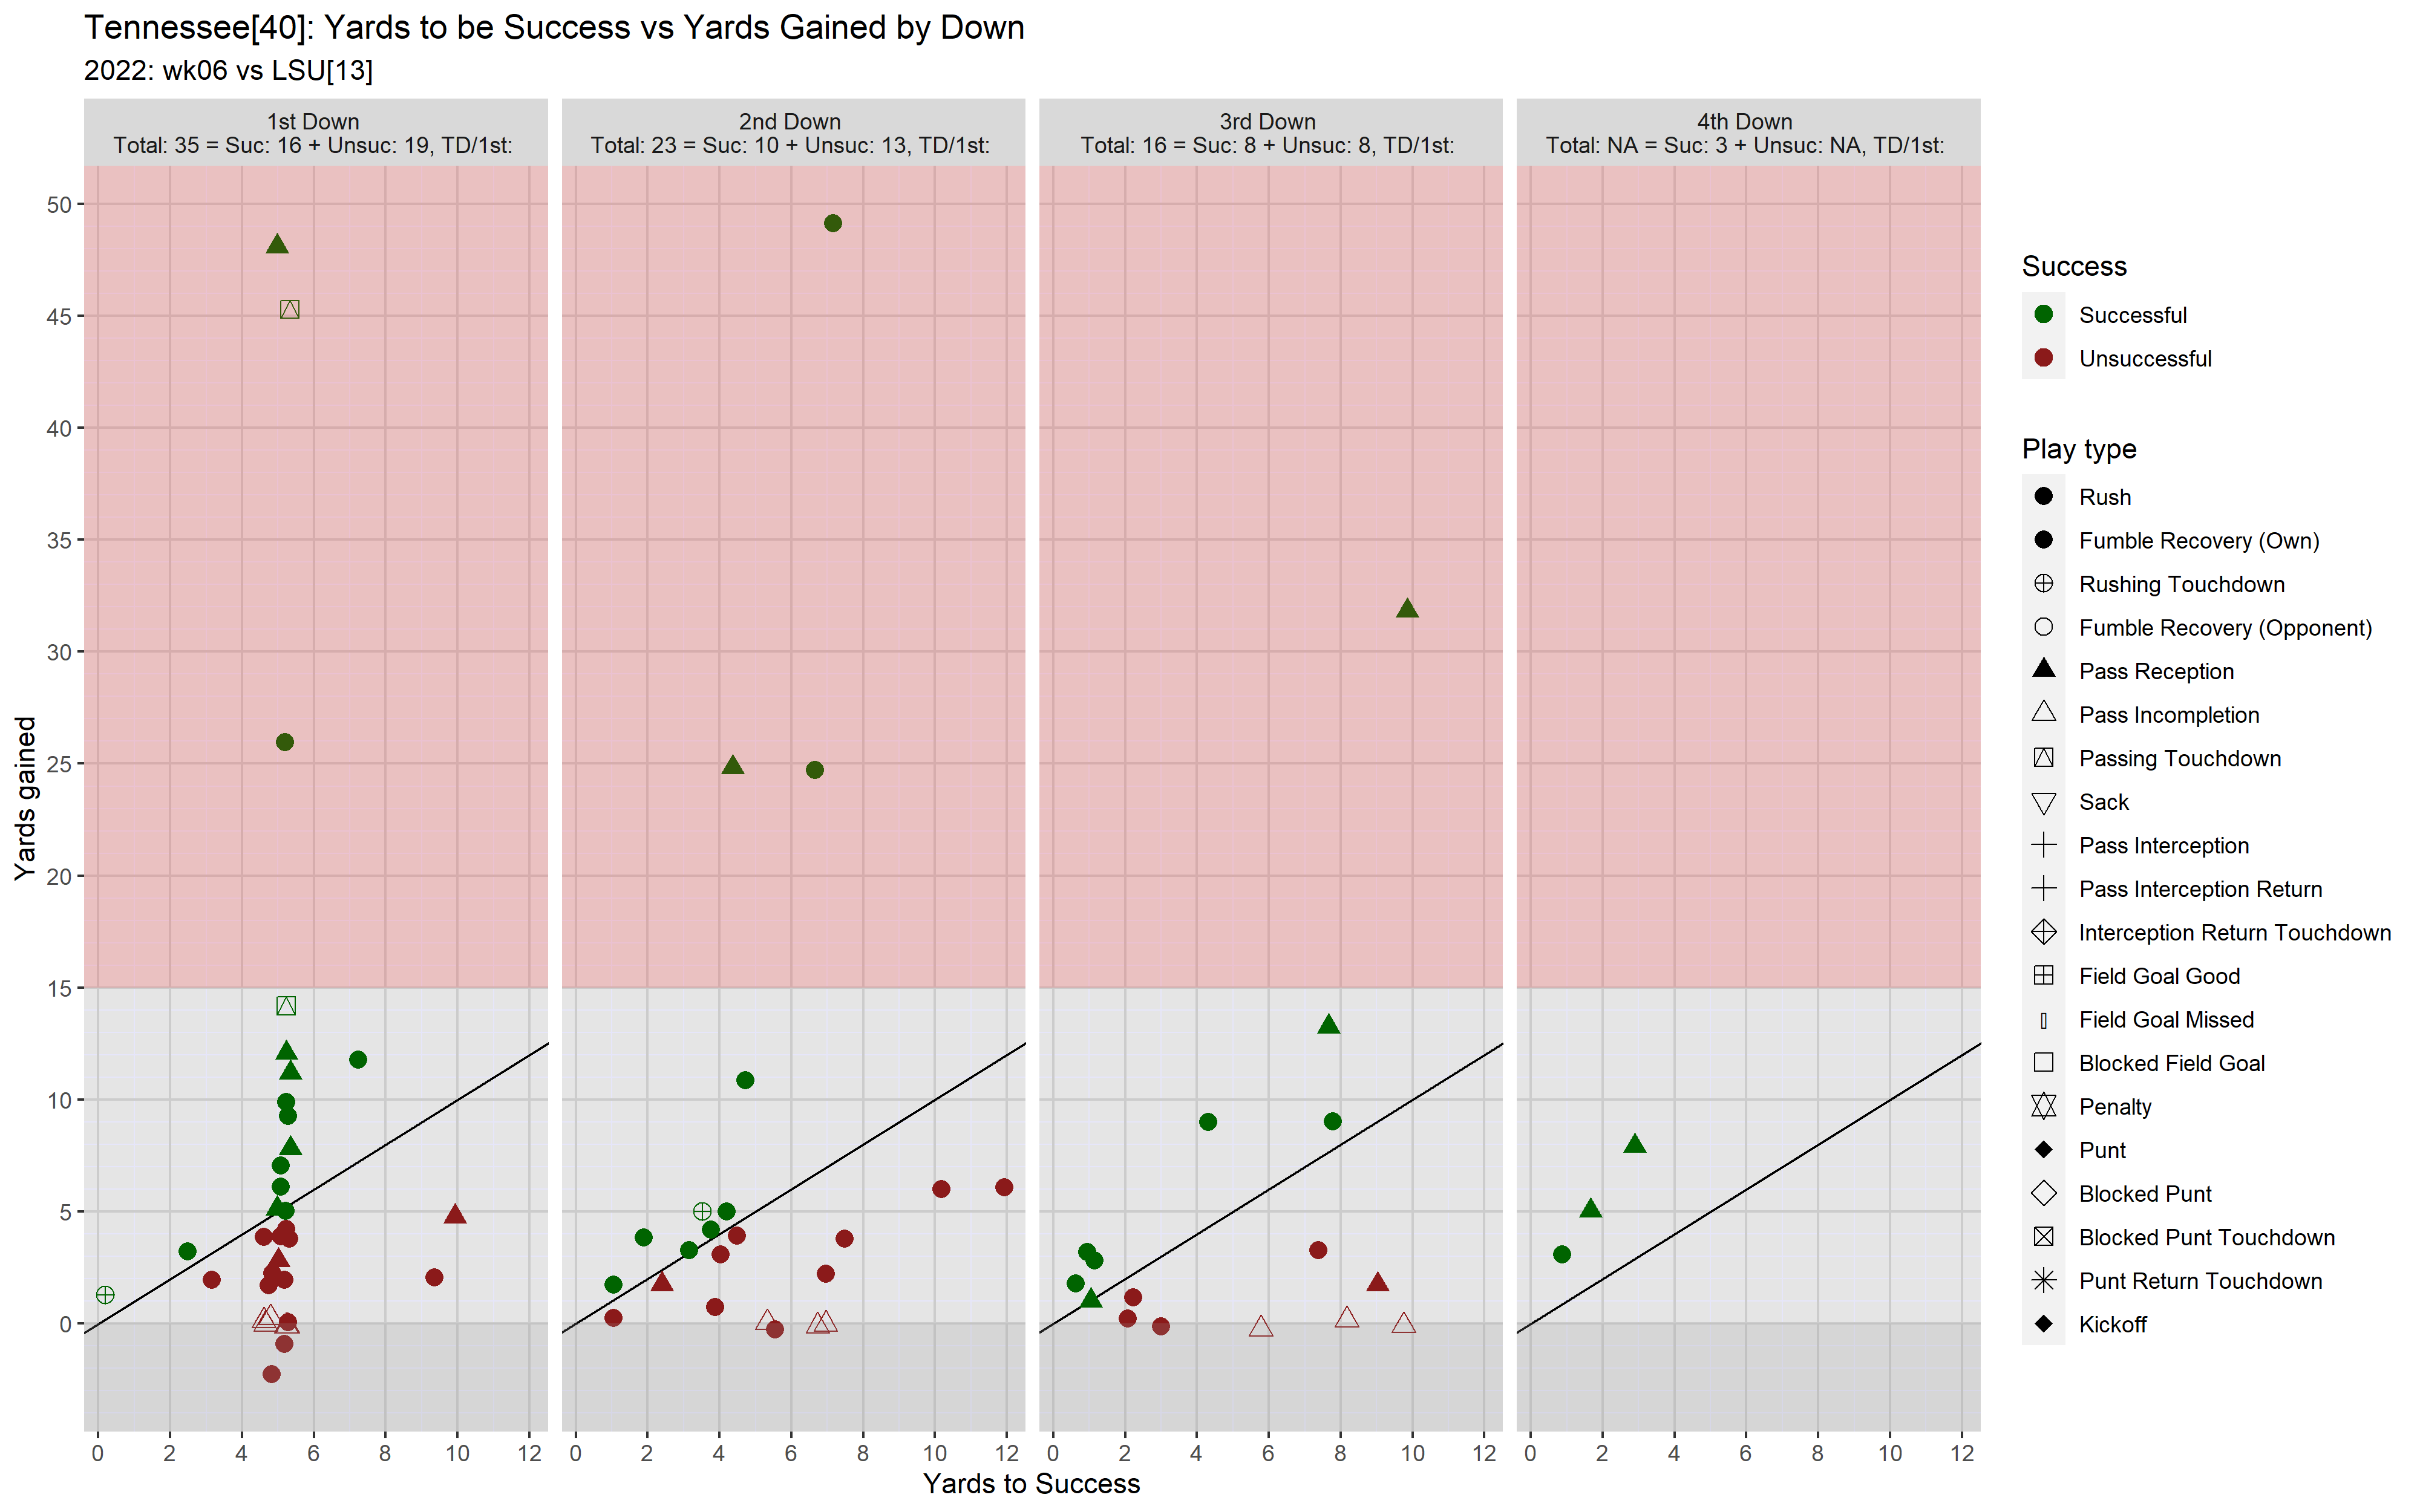 Tennessee[40]: Yards to be Success vs Yards Gained by Down
2022: wk06 vs LSU[13]
1st Down
Total: 35 = Suc: 16 + Unsuc: 19, TD/1st:
2nd Down
Total: 23 = Suc: 10 + Unsuc: 13, TD/1st:
3rd Down
Total: 16 = Suc: 8 + Unsuc: 8, TD/1st:
4th Down
Total: NA = Suc: 3 + Unsuc: NA, TD/1st:
Yards gained
50
45
40
35
30
25
20
15
10
5
0
0 2 4 6 8 10 12
0 2 4 6 8 10 12
0 2 4 6 8 10 12
0 2 4 6 8 10 12
Yards to Success
Success
Successful
Unsuccessful
Play type
Rush
Fumble Recovery (Own)
Rushing Touchdown
Fumble Recovery (Opponent)
Pass Reception
Pass Incompletion
Passing Touchdown
Sack
Pass Interception
Pass Interception Return
Interception Return Touchdown
Field Goal Good
Field Goal Missed
Blocked Field Goal
Penalty
Punt
Blocked Punt
Blocked Punt Touchdown
Punt Return Touchdown
Kickoff